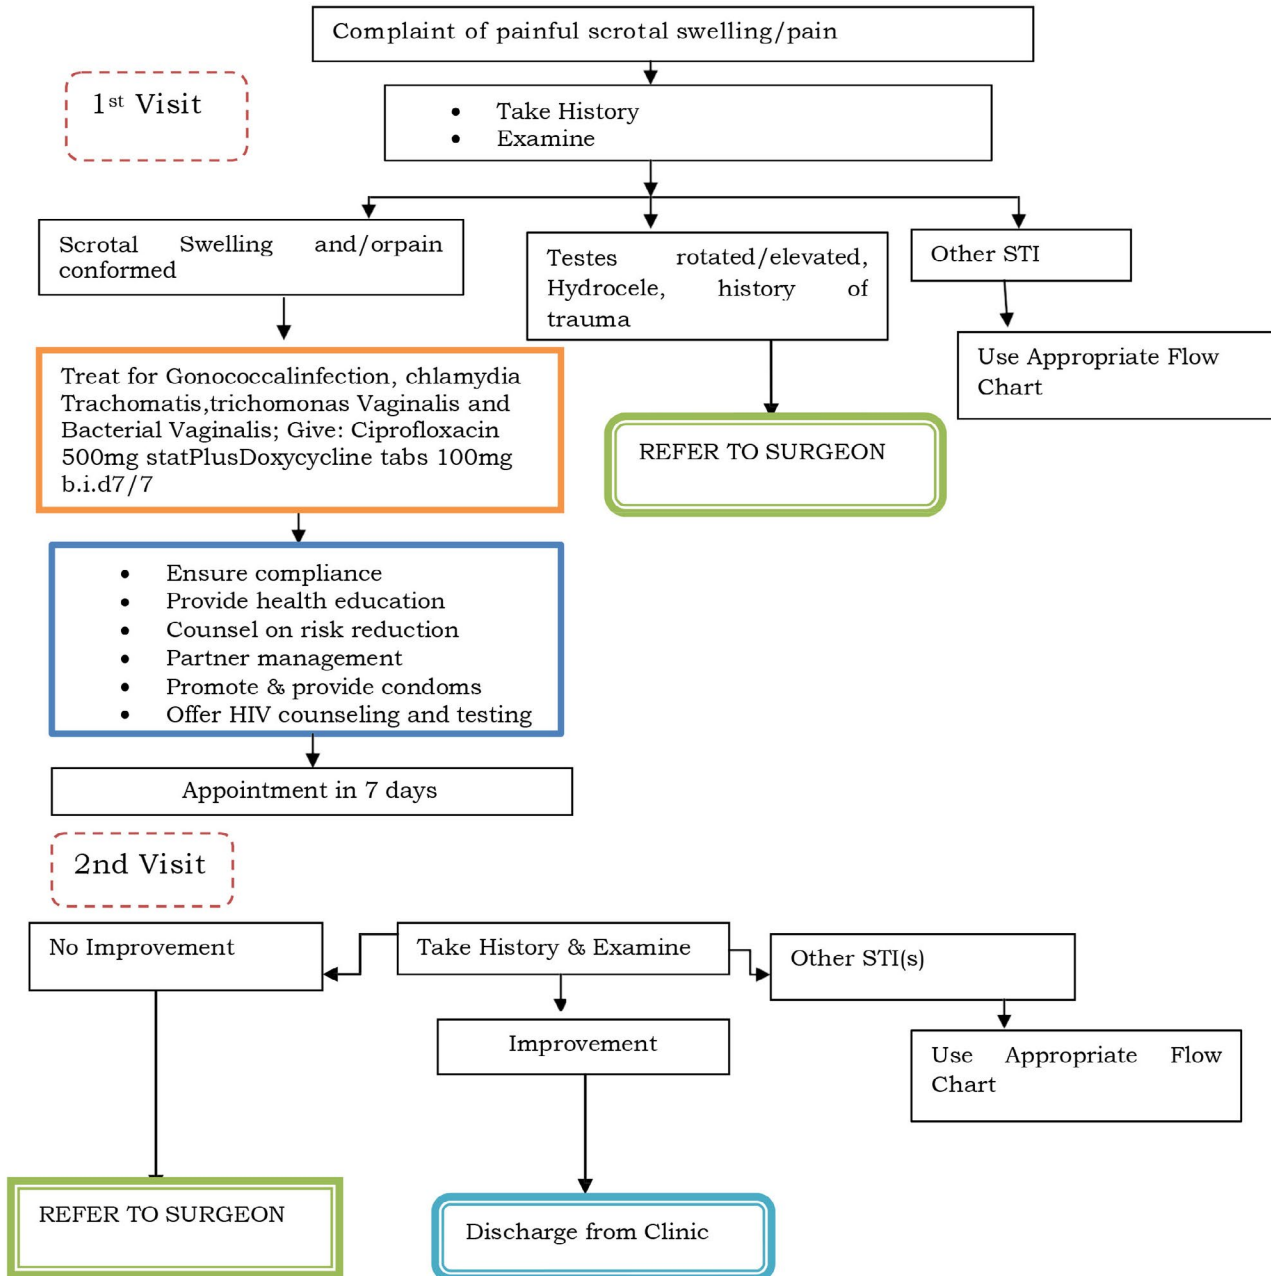 Complaint of painful scrotal swelling/pain
1st Visit
• Take History
• Examine
Scrotal Swelling and/orpain
conformed
Testes rotated/elevated,
Hydrocele, history of
trauma
Other STI
Use Appropriate Flow
Chart
Treat for Gonococcalinfection, chlamydia
Trachomatis,trichomonas Vaginalis and
Bacterial Vaginalis; Give: Ciprofloxacin
500mg statPlusDoxycycline tabs 100mg
b.i.d7/7
REFER TO SURGEON
• Ensure compliance
• Provide health education
• Counsel on risk reduction
• Partner management
• Promote & provide condoms
• Offer HIV counseling and testing
Appointment in 7 days
2nd Visit
No Improvement
Take History & Examine
Other STI(s)
Improvement
Use Appropriate Flow
Chart
REFER TO SURGEON
Discharge from Clinic